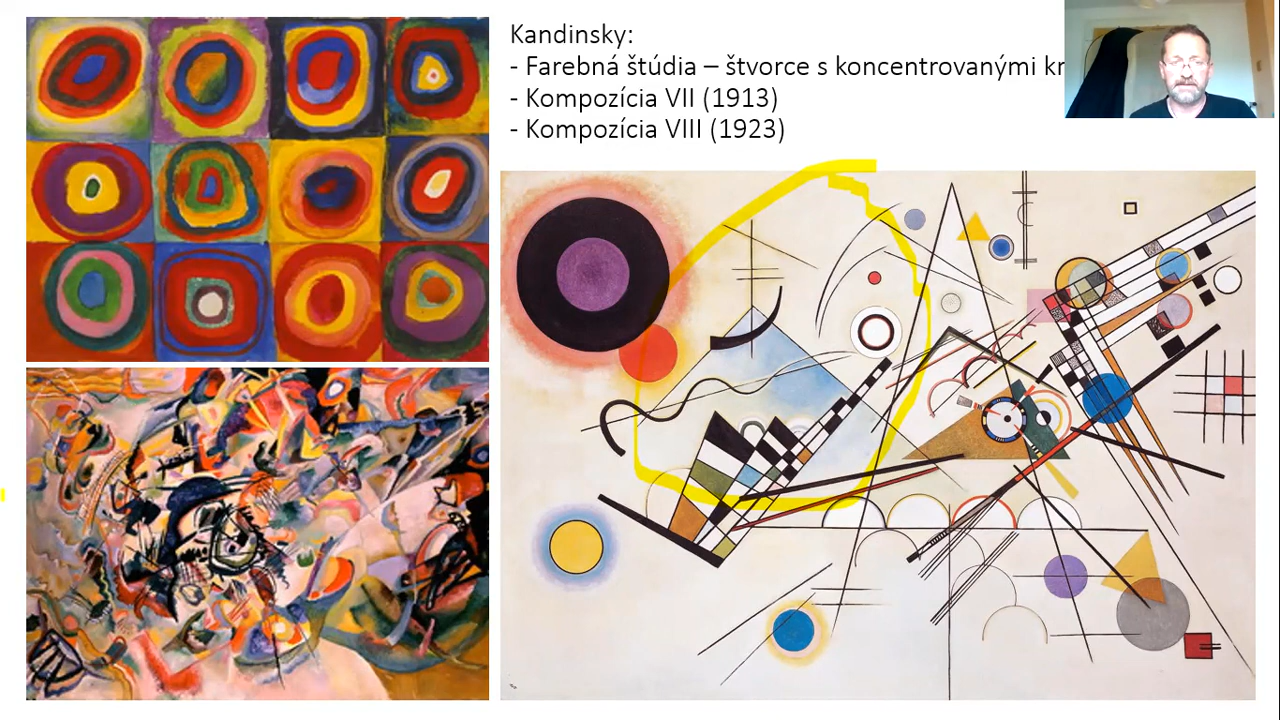 Kandinsky:
- Farebná štúdia – štvorce s koncentrovanými kr
- Kompozícia VII (1913)
- Kompozícia VIII (1923)